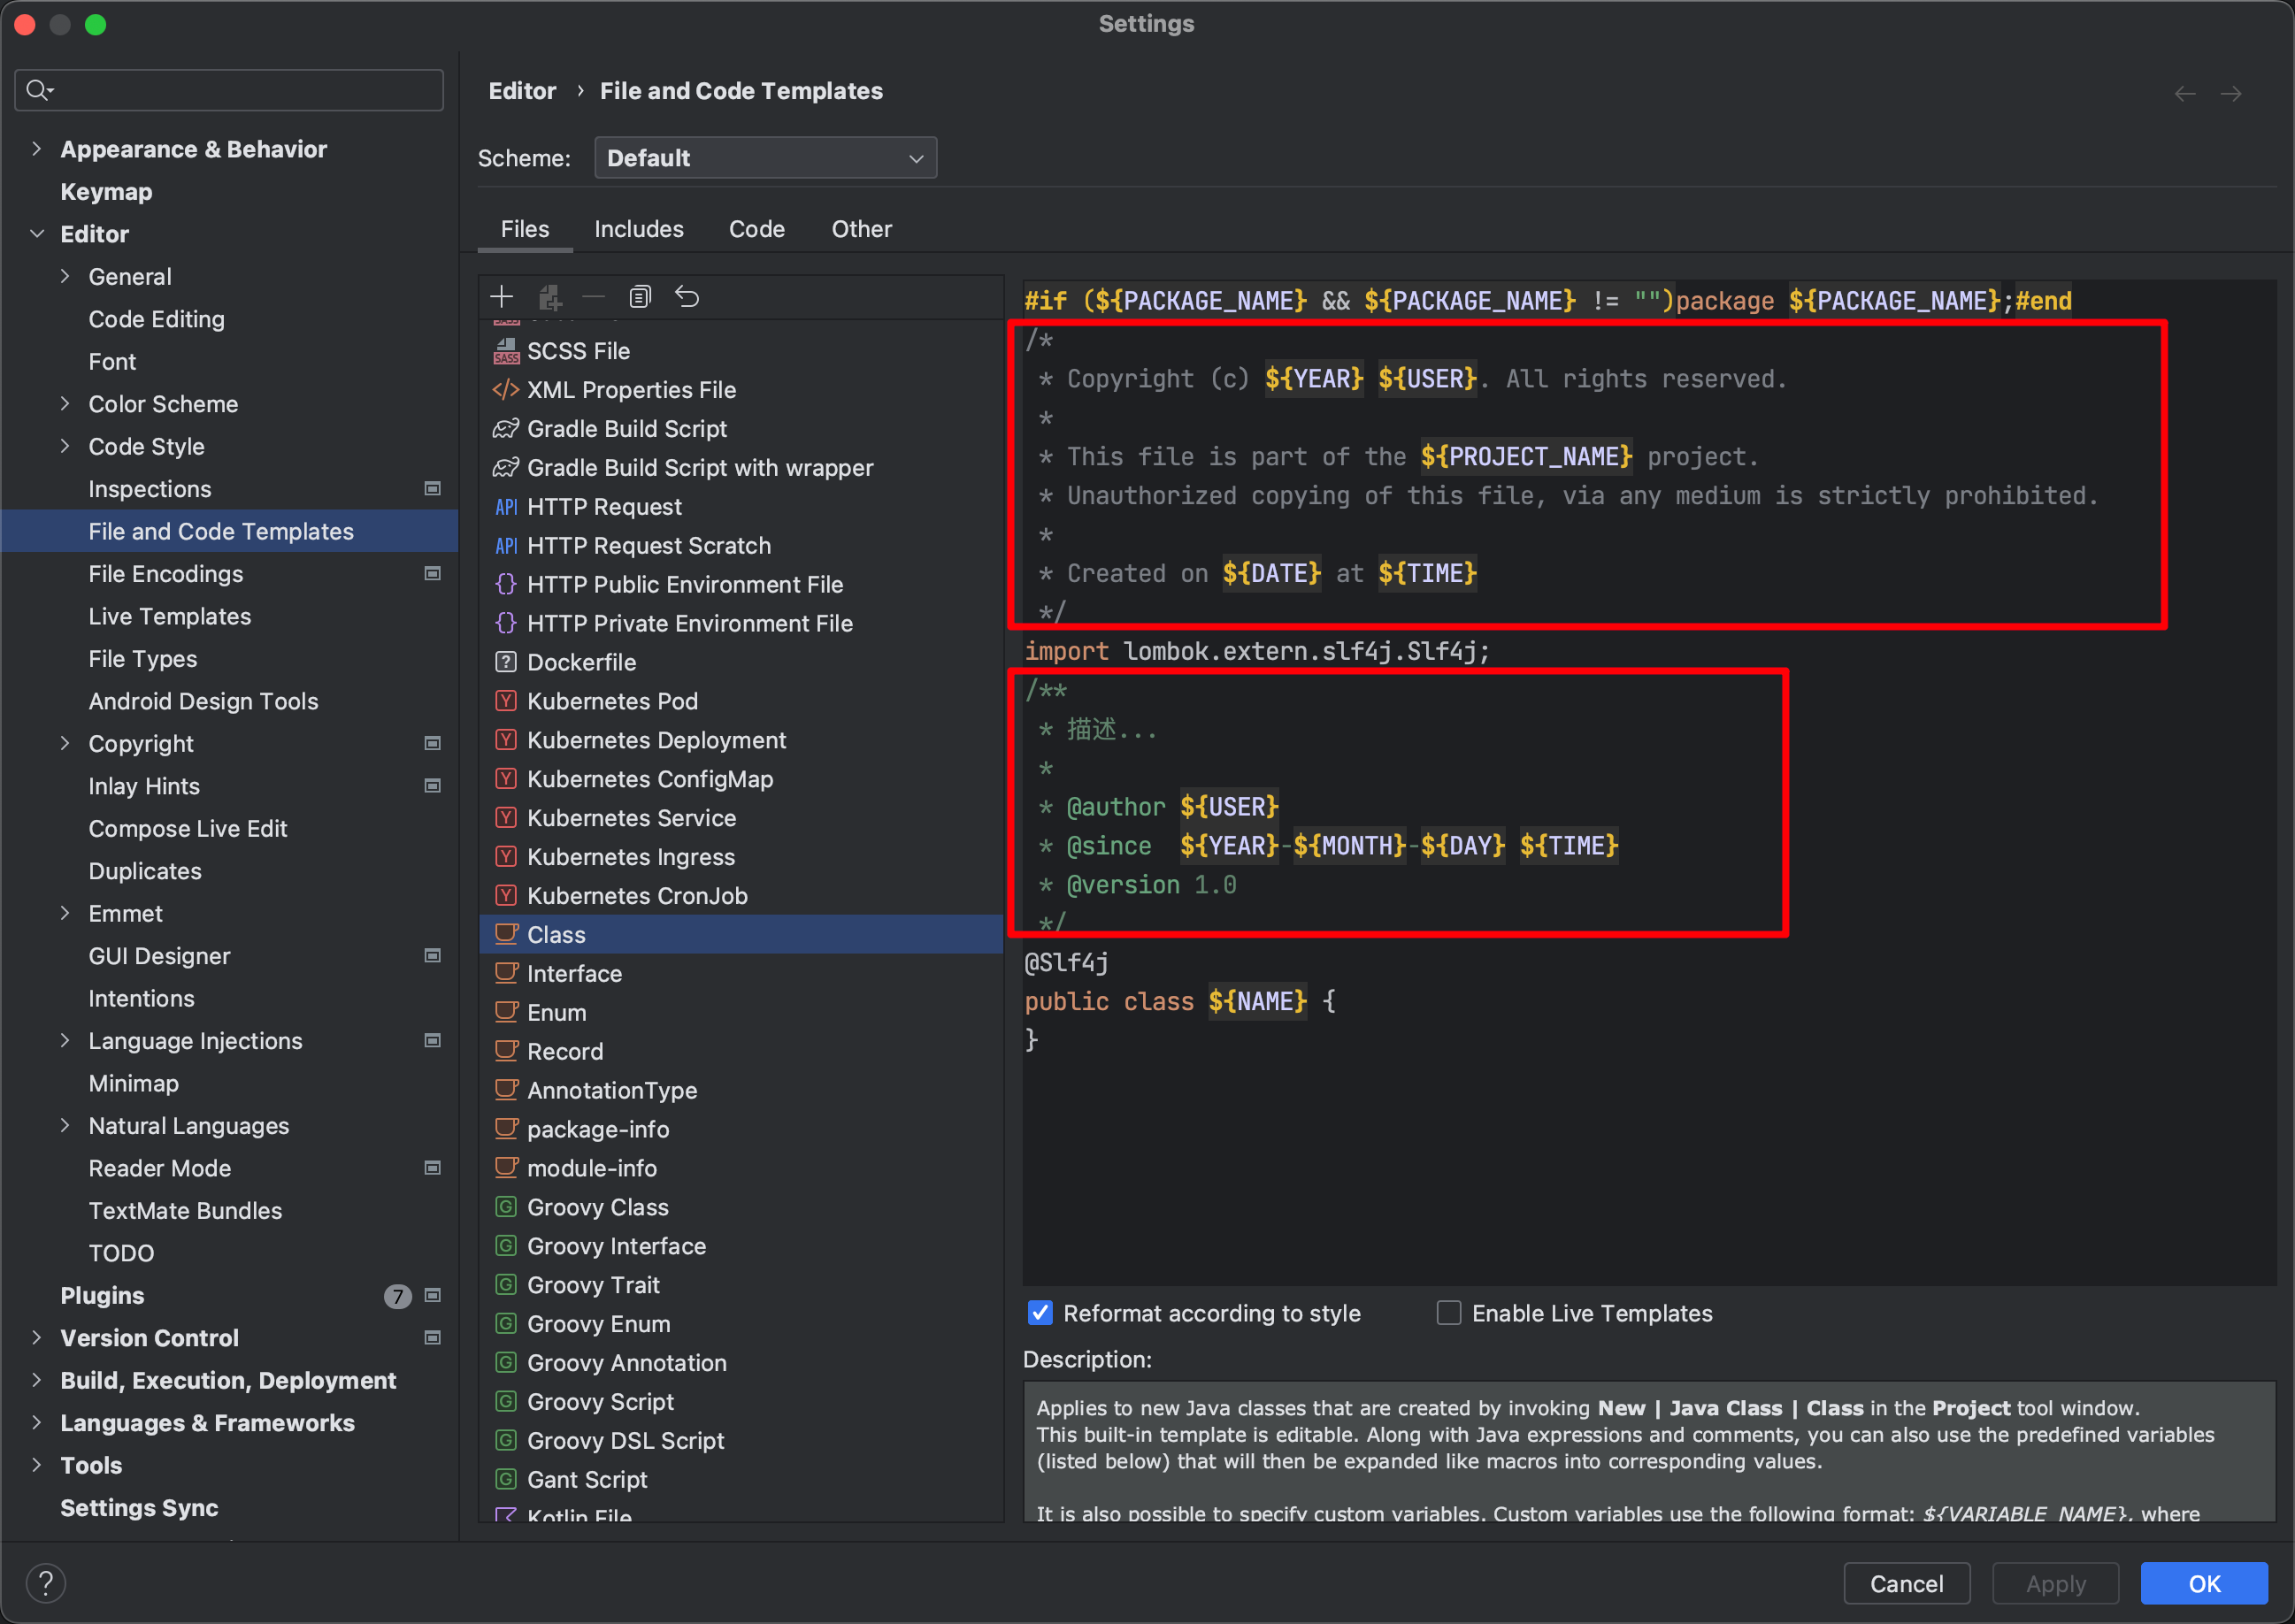 Settings
Appearance & Behavior
Keymap
Editor
General
Code Editing
Font
Color Scheme
Code Style
Inspections
File and Code Templates
File Encodings
Live Templates
File Types
Android Design Tools
Copyright
Inlay Hints
Compose Live Edit
Duplicates
Emmet
GUI Designer
Intentions
Language Injections
Minimap
Natural Languages
Reader Mode
TextMate Bundles
TODO
Plugins 7
Version Control
Build, Execution, Deployment
Languages & Frameworks
Tools
Settings Sync
Editor › File and Code Templates
Scheme: Default
Files Includes Code Other
SCSS File
XML Properties File
Gradle Build Script
Gradle Build Script with wrapper
API HTTP Request
API HTTP Request Scratch
HTTP Public Environment File
HTTP Private Environment File
Dockerfile
Kubernetes Pod
Kubernetes Deployment
Kubernetes ConfigMap
Kubernetes Service
Kubernetes Ingress
Kubernetes CronJob
Class
Interface
Enum
Record
AnnotationType
package-info
module-info
Groovy Class
Groovy Interface
Groovy Trait
Groovy Enum
Groovy Annotation
Groovy Script
Groovy DSL Script
Gant Script
Kotlin File
#if (${PACKAGE_NAME} && ${PACKAGE_NAME} != "")package ${PACKAGE_NAME};#end
/*
* Copyright (c) ${YEAR} ${USER}. All rights reserved.
*
* This file is part of the ${PROJECT_NAME} project.
* Unauthorized copying of this file, via any medium is strictly prohibited.
*
* Created on ${DATE} at ${TIME}
*/
import lombok.extern.slf4j.Slf4j;
/**
* 描述...
*
* @author ${USER}
* @since  ${YEAR}-${MONTH}-${DAY} ${TIME}
* @version 1.0
*/
@Slf4j
public class ${NAME} {
}
Reformat according to style Enable Live Templates
Description:
Applies to new Java classes that are created by invoking New | Java Class | Class in the Project tool window.
This built-in template is editable. Along with Java expressions and comments, you can also use the predefined variables
(listed below) that will then be expanded like macros into corresponding values.
It is also possible to specify custom variables. Custom variables use the following format: ${VARIABLE_NAME}, where
? Cancel Apply OK